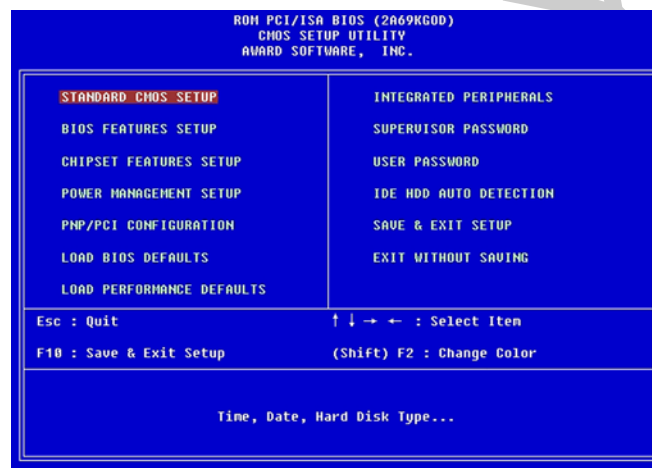 ROM PCI/ISA BIOS (2A69KGOD)
CMOS SETUP UTILITY
AWARD SOFTWARE, INC.
STANDARD CMOS SETUP
BIOS FEATURES SETUP
CHIPSET FEATURES SETUP
POWER MANAGEMENT SETUP
PNP/PCI CONFIGURATION
LOAD BIOS DEFAULTS
LOAD PERFORMANCE DEFAULTS
INTEGRATED PERIPHERALS
SUPERVISOR PASSWORD
USER PASSWORD
IDE HDD AUTO DETECTION
SAVE & EXIT SETUP
EXIT WITHOUT SAVING
Esc : Quit
F10 : Save & Exit Setup
↑ ↓ → ← : Select Item
(Shift) F2 : Change Color
Time, Date, Hard Disk Type...